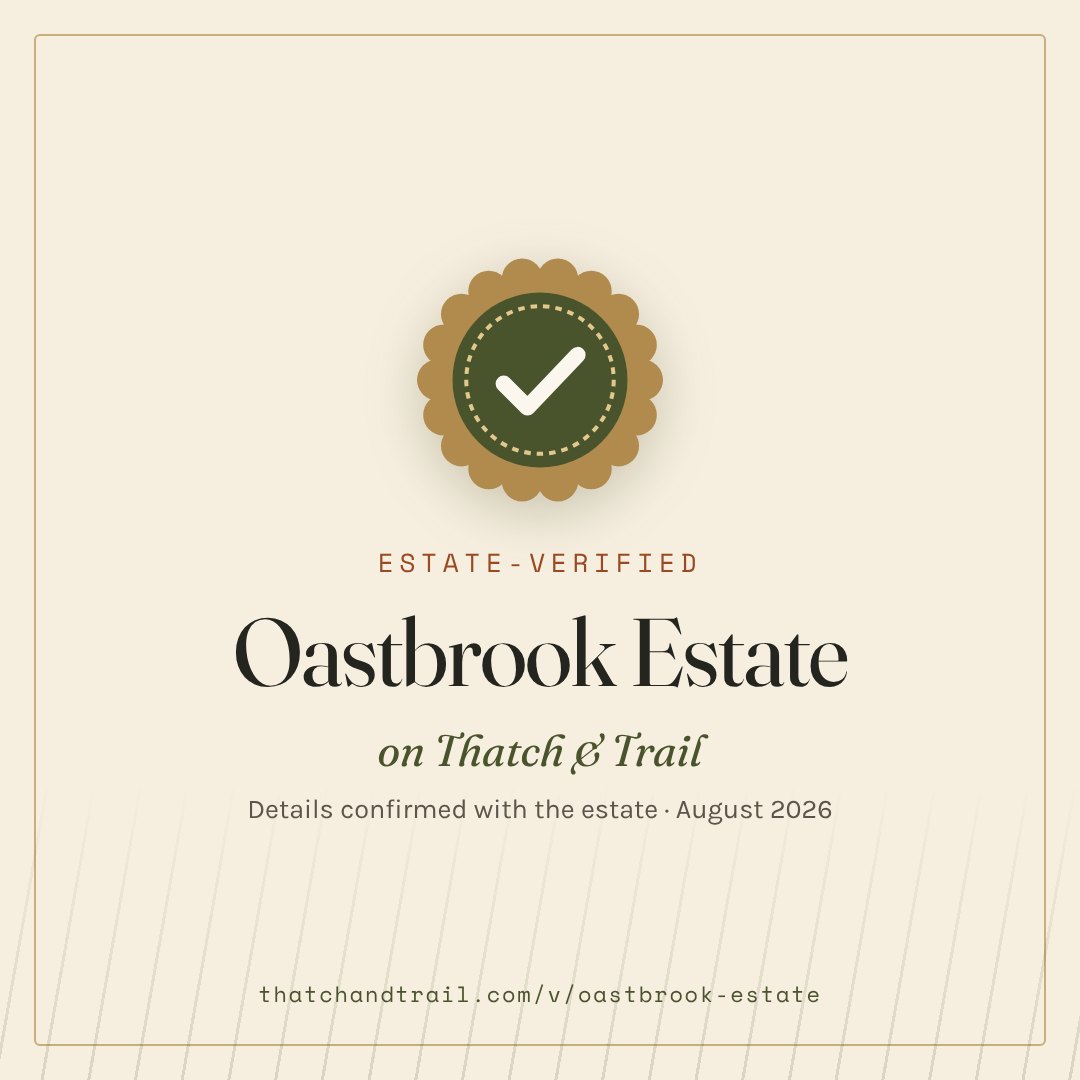 ESTATE-VERIFIED
Oastbrook Estate
on Thatch & Trail
Details confirmed with the estate · August 2026
thatchandtrail.com/v/oastbrook-estate